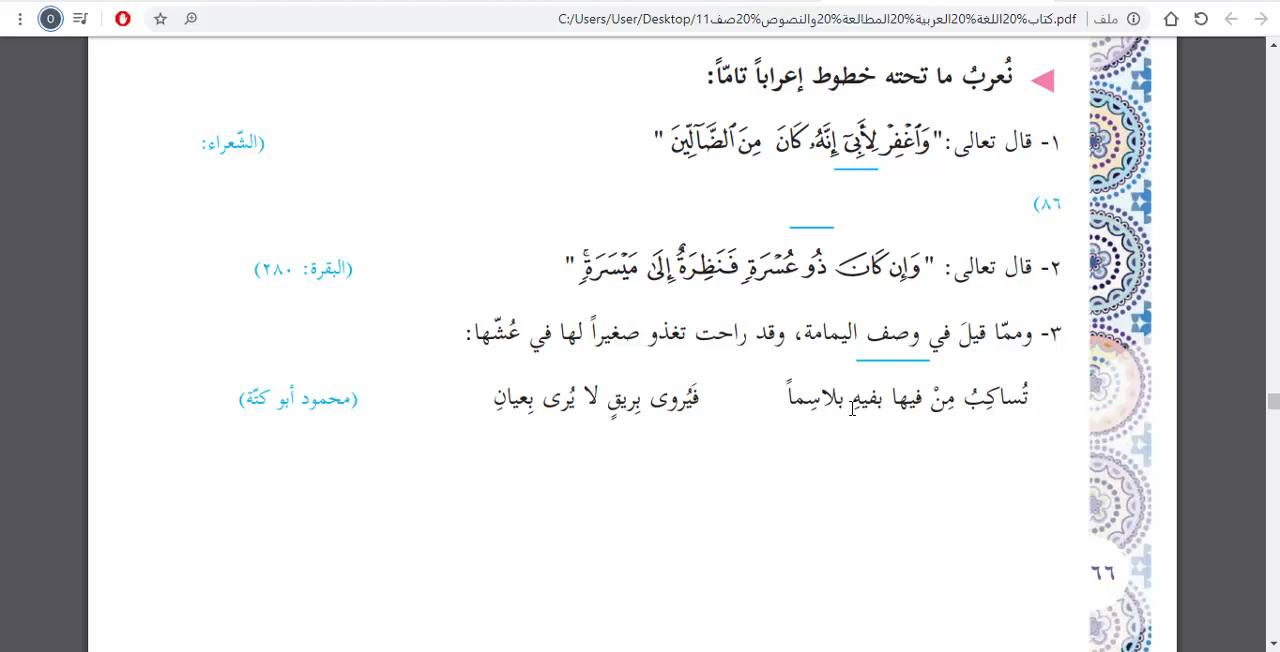 C:/Users/User/Desktop/11كتاب%20اللغة%20العربية%20المطالعة%20والنصوص%20صف.pdf | ملف
نُعربُ ما تحته خطوط إعراباً تامّاً:
١- قال تعالى: "وَٱغْفِرْ لِأَبِىٓ إِنَّهُۥ كَانَ مِنَ ٱلضَّآلِّينَ " (الشّعراء:
٨٦)
٢- قال تعالى: "وَإِن كَانَ ذُو عُسْرَةٍ فَنَظِرَةٌ إِلَىٰ مَيْسَرَةٍۚ" (البقرة: ٢٨٠)
٣- وممّا قيلَ في وصف اليمامة، وقد راحت تغذو صغيراً لها في عُشّها:
تُساكِبُ مِنْ فيها بفيهِ بلاسِماً فَيُروى بِريقٍ لا يُرى بِعيانِ (محمود أبو كتّة)
٦٦